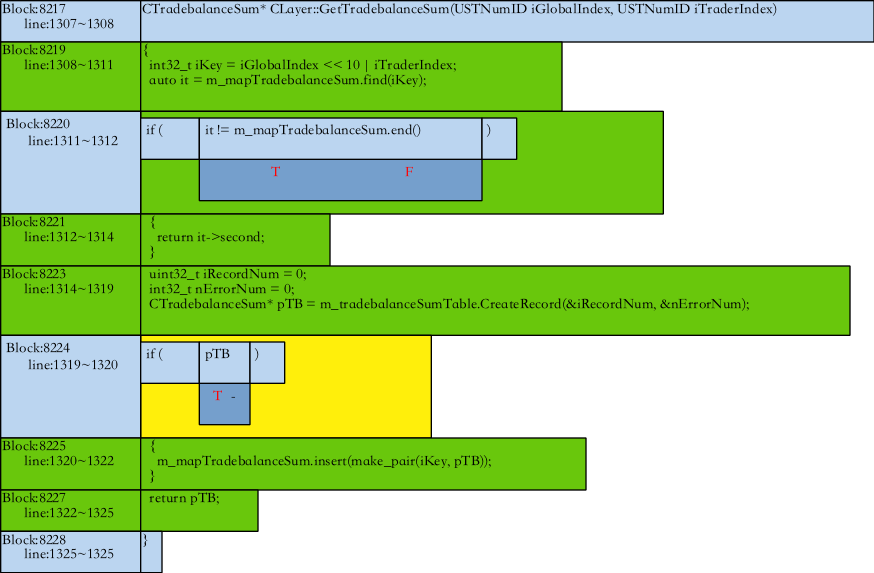 Block:8217
line:1307~1308
CTradebalanceSum* CLayer::GetTradebalanceSum(USTNumID iGlobalIndex, USTNumID iTraderIndex)
Block:8219
line:1308~1311
{
int32_t iKey = iGlobalIndex << 10 | iTraderIndex;
auto it = m_mapTradebalanceSum.find(iKey);
Block:8220
line:1311~1312
if ( it != m_mapTradebalanceSum.end() )
T F
Block:8221
line:1312~1314
{
return it->second;
}
Block:8223
line:1314~1319
uint32_t iRecordNum = 0;
int32_t nErrorNum = 0;
CTradebalanceSum* pTB = m_tradebalanceSumTable.CreateRecord(&iRecordNum, &nErrorNum);
Block:8224
line:1319~1320
if ( pTB )
T -
Block:8225
line:1320~1322
{
m_mapTradebalanceSum.insert(make_pair(iKey, pTB));
}
Block:8227
line:1322~1325
return pTB;
Block:8228
line:1325~1325
}